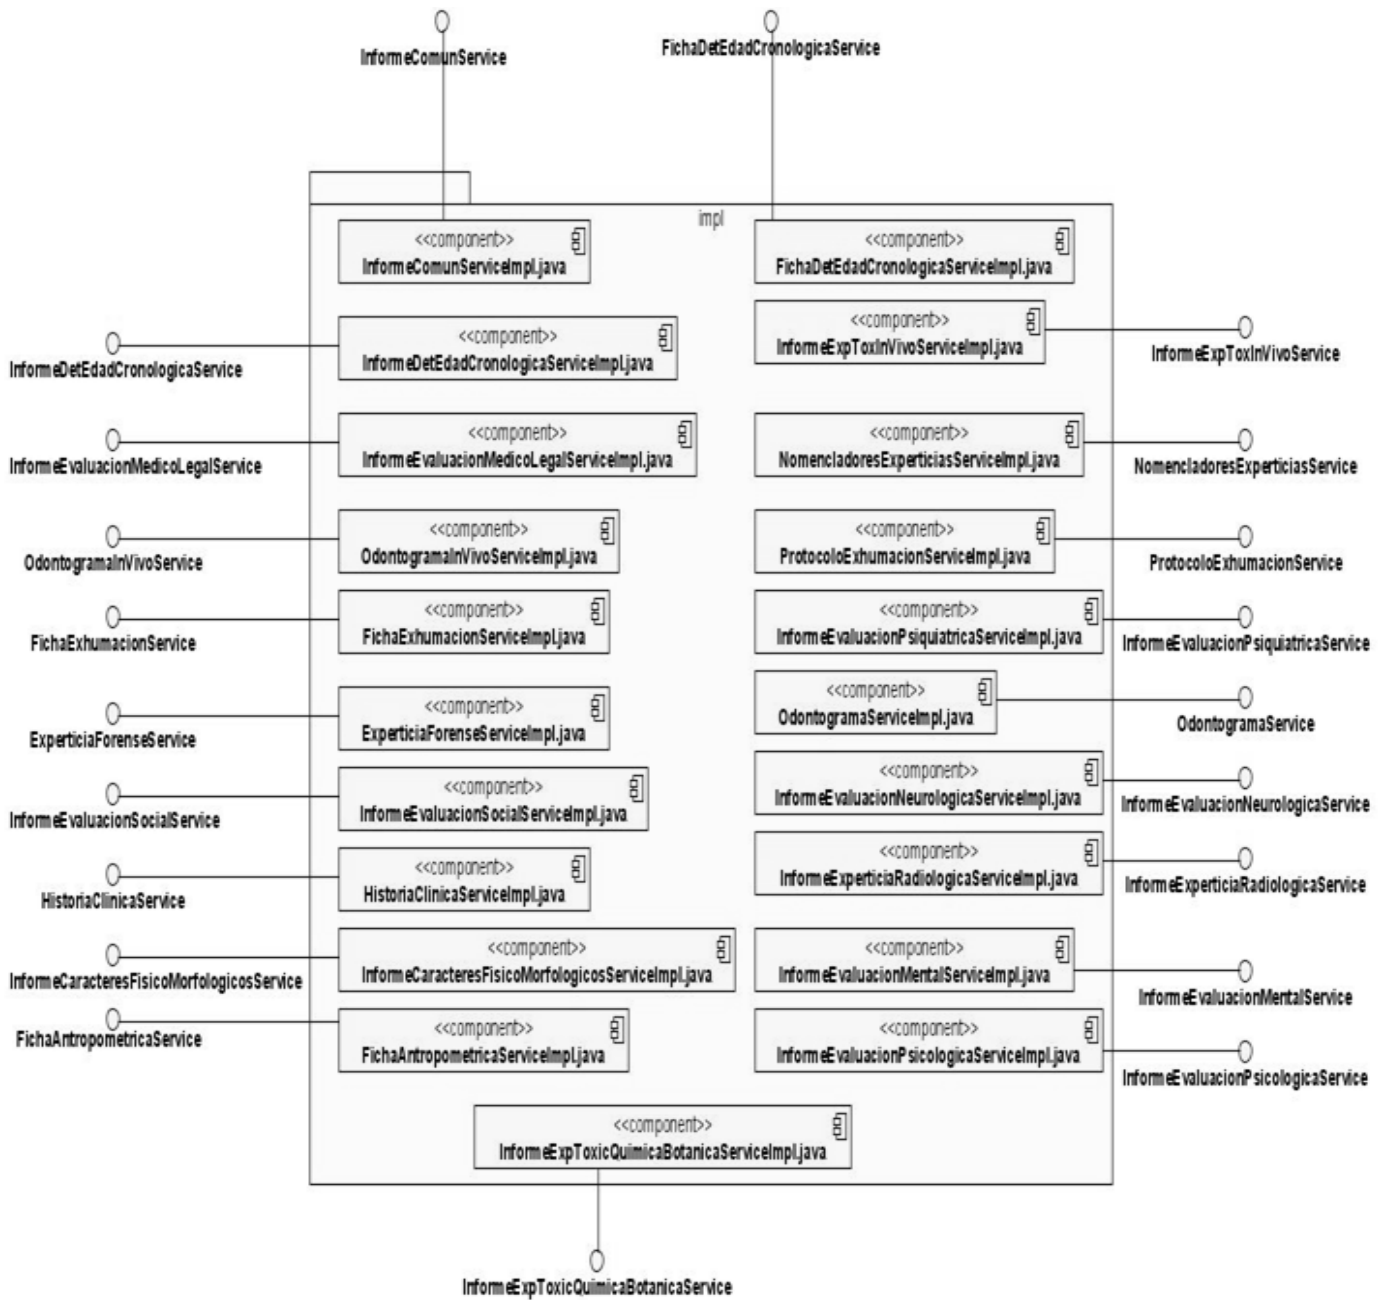 InformeComunService
FichaDetEdadCronologicaService
impl
<<component>>
InformeComunServiceImpl.java
<<component>>
FichaDetEdadCronologicaServiceImpl.java
<<component>>
InformeDetEdadCronologicaServiceImpl.java
InformeDetEdadCronologicaService
<<component>>
InformeExpToxInVivoServiceImpl.java
InformeExpToxInVivoService
<<component>>
InformeEvaluacionMedicoLegalServiceImpl.java
InformeEvaluacionMedicoLegalService
<<component>>
NomencladoresExperticiasServiceImpl.java
NomencladoresExperticiasService
<<component>>
OdontogramaInVivoServiceImpl.java
OdontogramaInVivoService
<<component>>
ProtocoloExhumacionServiceImpl.java
ProtocoloExhumacionService
<<component>>
FichaExhumacionServiceImpl.java
FichaExhumacionService
<<component>>
InformeEvaluacionPsiquiatricaServiceImpl.java
InformeEvaluacionPsiquiatricaService
<<component>>
ExperticiaForenseServiceImpl.java
ExperticiaForenseService
<<component>>
OdontogramaServiceImpl.java
OdontogramaService
<<component>>
InformeEvaluacionSocialServiceImpl.java
InformeEvaluacionSocialService
<<component>>
InformeEvaluacionNeurologicaServiceImpl.java
InformeEvaluacionNeurologicaService
<<component>>
HistoriaClinicaServiceImpl.java
HistoriaClinicaService
<<component>>
InformeExperticiaRadiologicaServiceImpl.java
InformeExperticiaRadiologicaService
<<component>>
InformeCaracteresFisicoMorfologicosServiceImpl.java
InformeCaracteresFisicoMorfologicosService
<<component>>
InformeEvaluacionMentalServiceImpl.java
InformeEvaluacionMentalService
<<component>>
FichaAntropometricaServiceImpl.java
FichaAntropometricaService
<<component>>
InformeEvaluacionPsicologicaServiceImpl.java
InformeEvaluacionPsicologicaService
<<component>>
InformeExpToxicQuimicaBotanicaServiceImpl.java
InformeExpToxicQuimicaBotanicaService